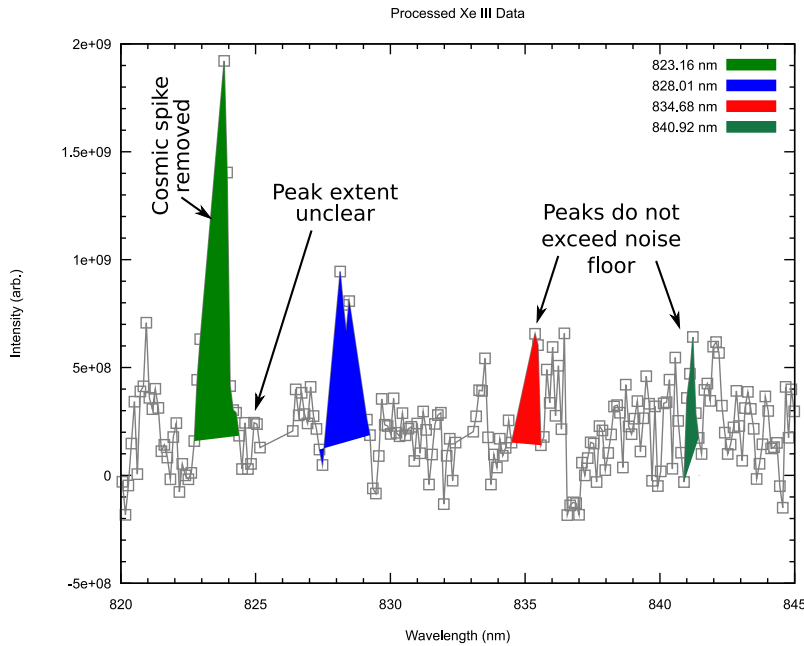 Processed Xe III Data
2e+09
1.5e+09
1e+09
5e+08
0
-5e+08
820
825
830
835
840
845
Wavelength (nm)
Intensity (arb.)
823.16 nm
828.01 nm
834.68 nm
840.92 nm
Cosmic spike
removed
Peak extent
unclear
Peaks do not
exceed noise
floor